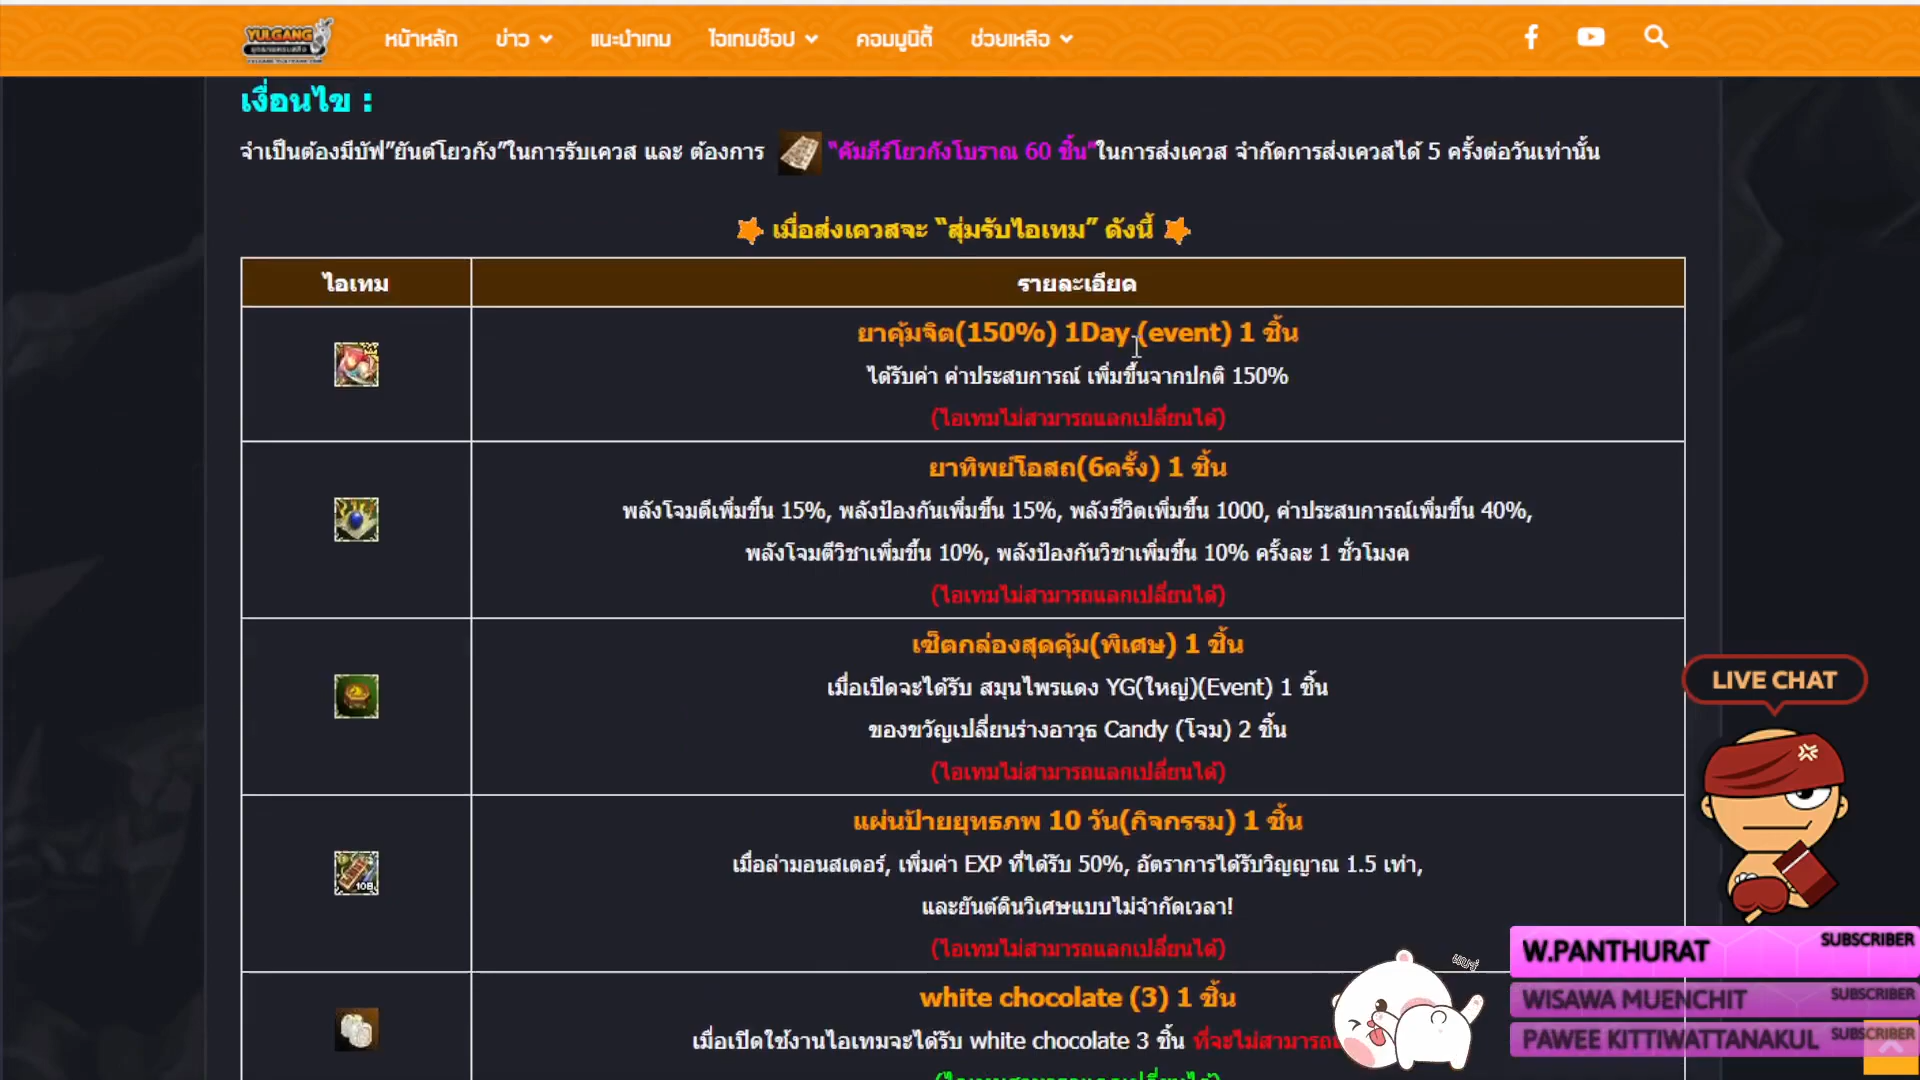 YULGANG
หน้าหลัก ข่าว แนะนำเกม ไอเทมช็อป คอมมูนิตี้ ช่วยเหลือ
เงื่อนไข :
จำเป็นต้องมีบัฟ”ยันต์โยวกัง”ในการรับเควส และ ต้องการ “คัมภีร์โยวกังโบราณ 60 ชิ้น”ในการส่งเควส จำกัดการส่งเควสได้ 5 ครั้งต่อวันเท่านั้น
เมื่อส่งเควสจะ “สุ่มรับไอเทม” ดังนี้
ไอเทม รายละเอียด
ยาคุ้มจิต(150%) 1Day (event) 1 ชิ้น
ได้รับค่า ค่าประสบการณ์ เพิ่มขึ้นจากปกติ 150%
(ไอเทมไม่สามารถแลกเปลี่ยนได้)
ยาทิพย์โอสถ(6ครั้ง) 1 ชิ้น
พลังโจมตีเพิ่มขึ้น 15%, พลังป้องกันเพิ่มขึ้น 15%, พลังชีวิตเพิ่มขึ้น 1000, ค่าประสบการณ์เพิ่มขึ้น 40%,
พลังโจมตีวิชาเพิ่มขึ้น 10%, พลังป้องกันวิชาเพิ่มขึ้น 10% ครั้งละ 1 ชั่วโมงค
(ไอเทมไม่สามารถแลกเปลี่ยนได้)
เซ็ตกล่องสุดคุ้ม(พิเศษ) 1 ชิ้น
เมื่อเปิดจะได้รับ สมุนไพรแดง YG(ใหญ่)(Event) 1 ชิ้น
ของขวัญเปลี่ยนร่างอาวุธ Candy (โจม) 2 ชิ้น
(ไอเทมไม่สามารถแลกเปลี่ยนได้)
LIVE CHAT
แผ่นป้ายยุทธภพ 10 วัน(กิจกรรม) 1 ชิ้น
เมื่อล่ามอนสเตอร์, เพิ่มค่า EXP ที่ได้รับ 50%, อัตราการได้รับวิญญาณ 1.5 เท่า,
และยันต์ดินวิเศษแบบไม่จำกัดเวลา!
(ไอเทมไม่สามารถแลกเปลี่ยนได้)
white chocolate (3) 1 ชิ้น
เมื่อเปิดใช้งานไอเทมจะได้รับ white chocolate 3 ชิ้น ที่จะไม่สามารถ
W.PANTHURAT SUBSCRIBER
WISAWA MUENCHIT SUBSCRIBER
PAWEE KITTIWATTANAKUL SUBSCRIBER